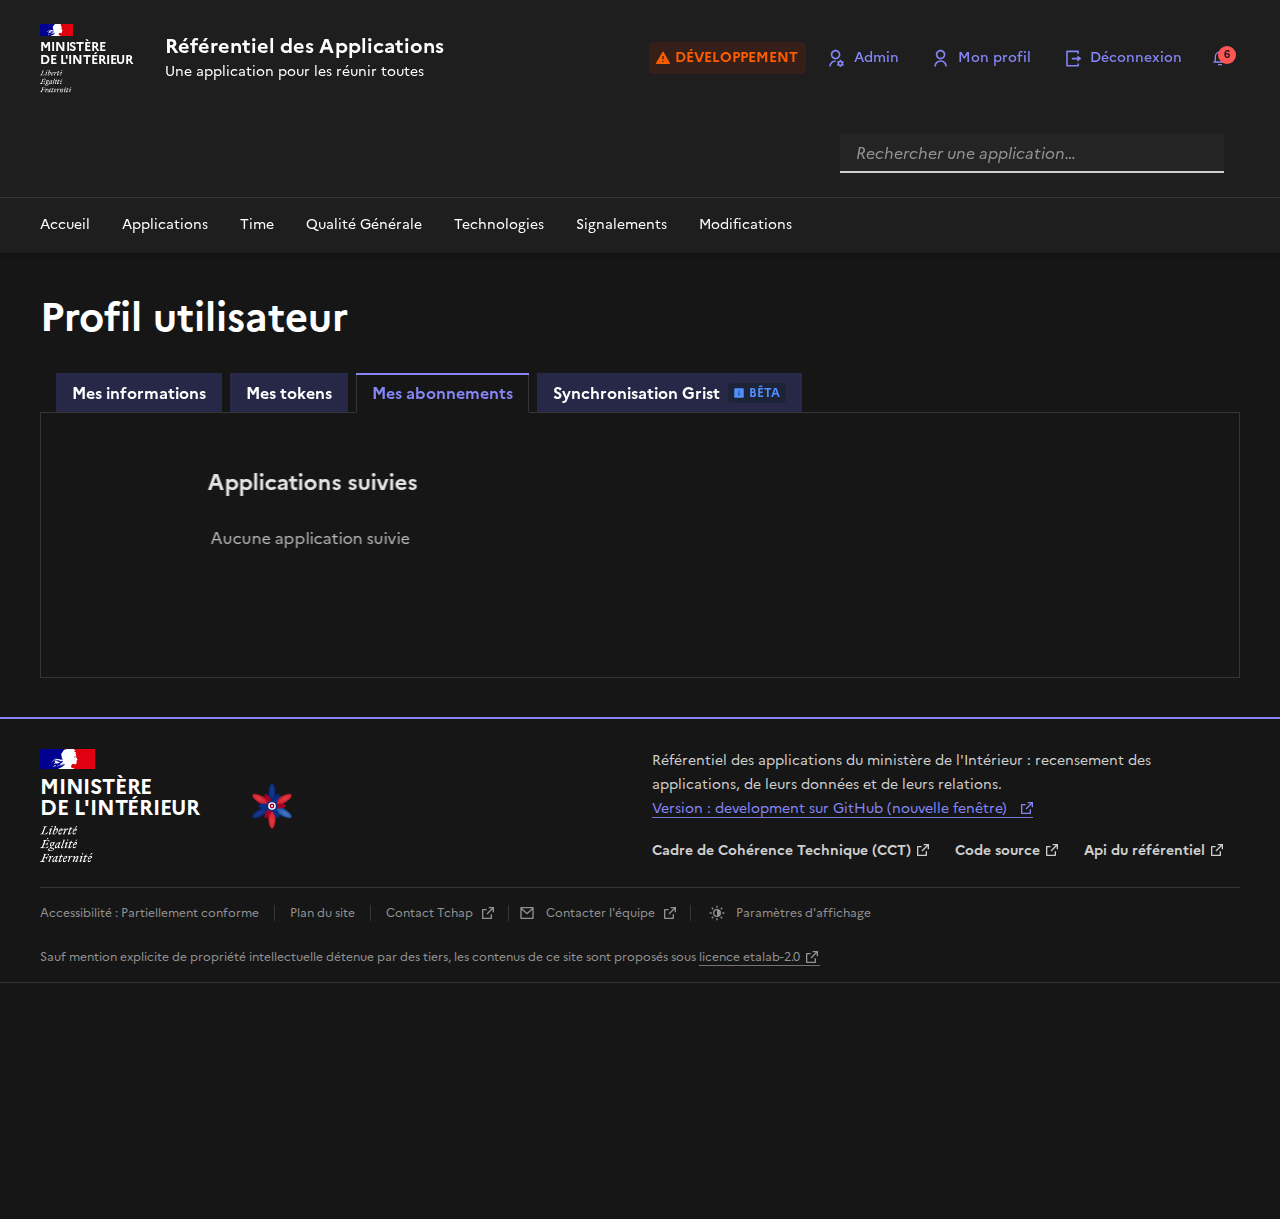 MINISTÈRE
DE L'INTÉRIEUR
Liberté
Égalité
Fraternité
Référentiel des Applications
Une application pour les réunir toutes
DÉVELOPPEMENT
Admin
Mon profil
Déconnexion
6
Rechercher une application...
Accueil
Applications
Time
Qualité Générale
Technologies
Signalements
Modifications
Profil utilisateur
Mes informations
Mes tokens
Mes abonnements
Synchronisation Grist
BÊTA
Applications suivies
Aucune application suivie
MINISTÈRE
DE L'INTÉRIEUR
Liberté
Égalité
Fraternité
Référentiel des applications du ministère de l'Intérieur : recensement des
applications, de leurs données et de leurs relations.
Version : development sur GitHub (nouvelle fenêtre)
Cadre de Cohérence Technique (CCT)
Code source
Api du référentiel
Accessibilité : Partiellement conforme
Plan du site
Contact Tchap
Contacter l'équipe
Paramètres d'affichage
Sauf mention explicite de propriété intellectuelle détenue par des tiers, les contenus de ce site sont proposés sous licence etalab-2.0